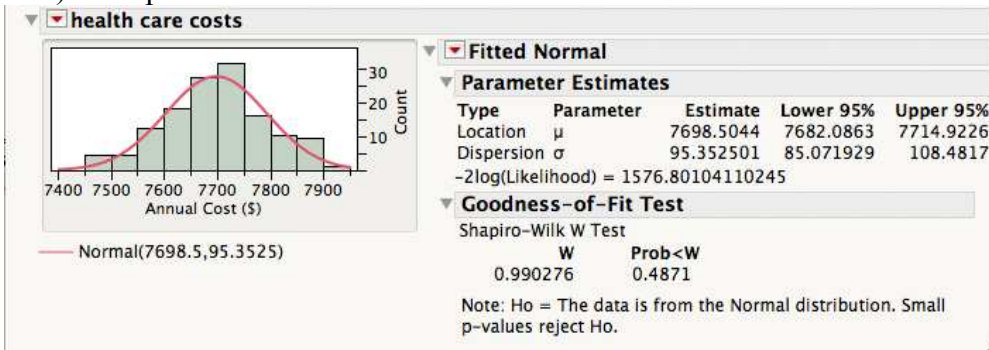 health care costs
30
20
10
Count
7400 7500 7600 7700 7800 7900
Annual Cost ($)
Normal(7698.5,95.3525)
Fitted Normal
Parameter Estimates
Type Parameter Estimate Lower 95% Upper 95%
Location μ 7698.5044 7682.0863 7714.9226
Dispersion σ 95.352501 85.071929 108.4817
-2log(Likelihood) = 1576.80104110245
Goodness-of-Fit Test
Shapiro-Wilk W Test
W Prob<W
0.990276 0.4871
Note: Ho = The data is from the Normal distribution. Small
p-values reject Ho.